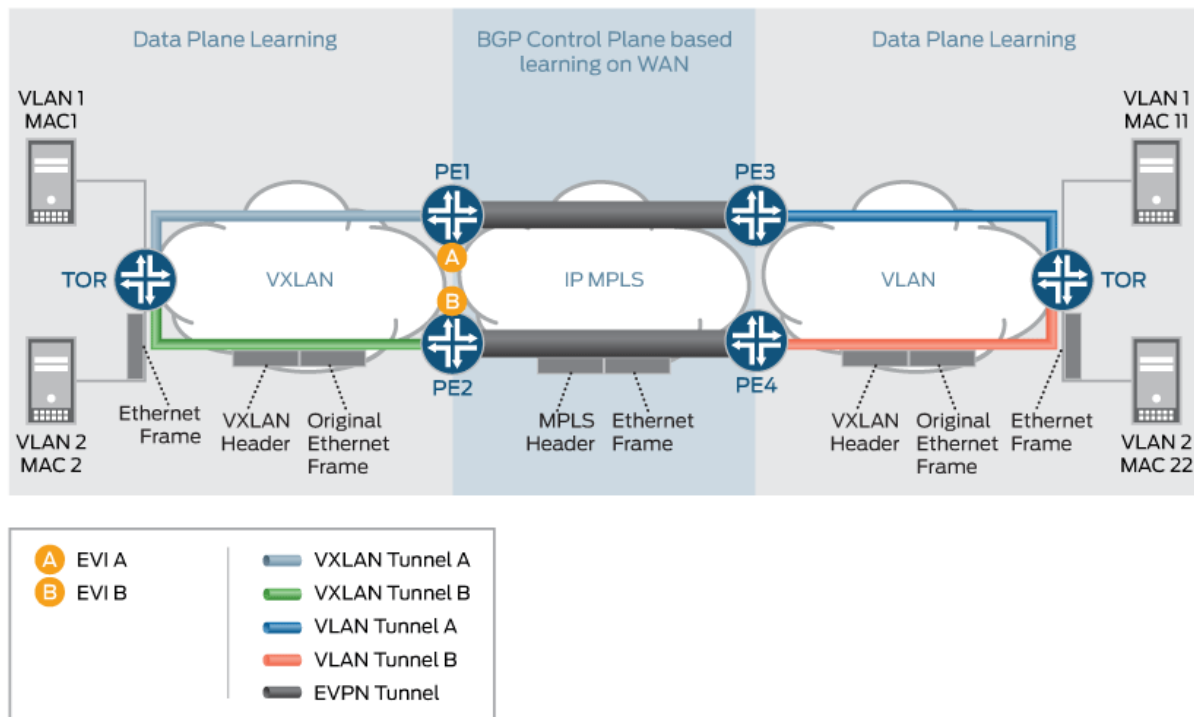 Data Plane Learning
BGP Control Plane based
learning on WAN
Data Plane Learning
VLAN 1
MAC1
VLAN 1
MAC 11
PE1
PE3
A
TOR
VXLAN
IP MPLS
VLAN
TOR
B
PE2
PE4
Ethernet
Frame
VXLAN
Header
Original
Ethernet
Frame
MPLS
Header
Ethernet
Frame
VXLAN
Header
Original
Ethernet
Frame
Ethernet
Frame
VLAN 2
MAC 2
VLAN 2
MAC 22
A EVI A
B EVI B
VXLAN Tunnel A
VXLAN Tunnel B
VLAN Tunnel A
VLAN Tunnel B
EVPN Tunnel